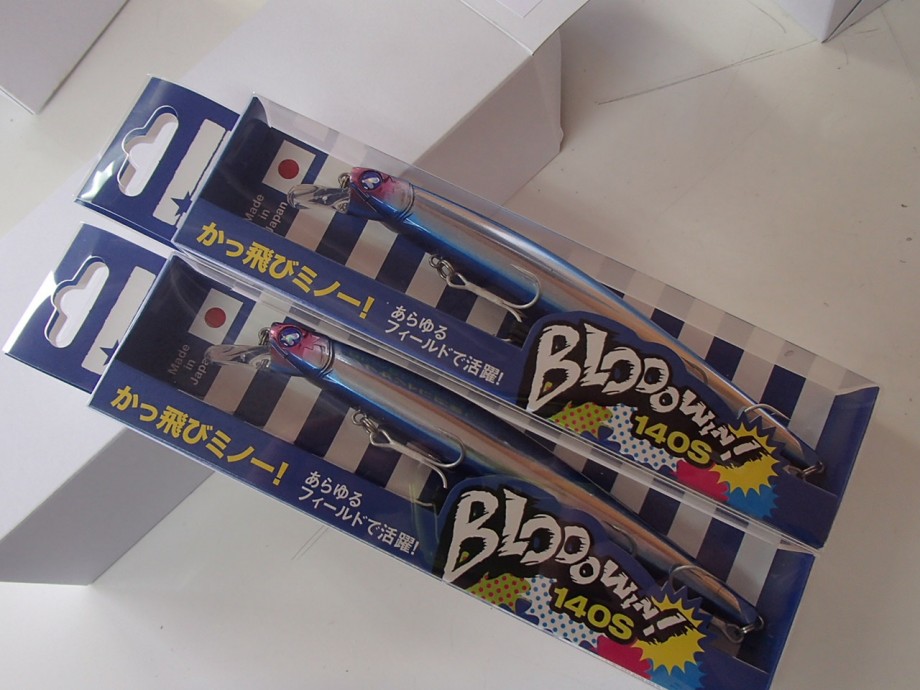 Made
in
Japan
かっ飛びミノー!
あらゆる
フィールドで活躍!
BLOOOWIN!
140S
Made
in
Japan
かっ飛びミノー!
あらゆる
フィールドで活躍!
BLOOOWIN!
140S